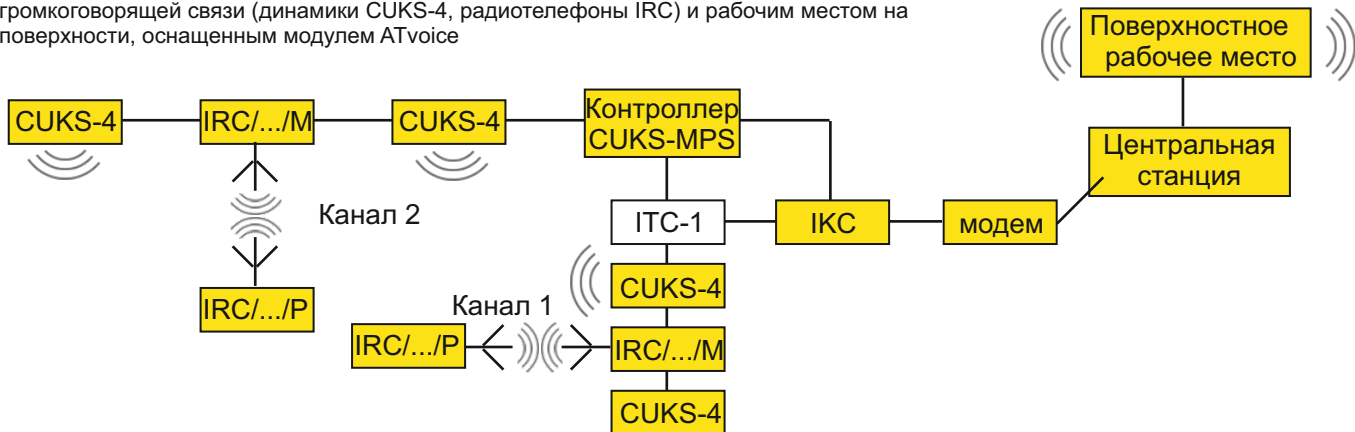 громкоговорящей связи (динамики CUKS-4, радиотелефоны IRC) и рабочим местом на
поверхности, оснащенным модулем ATvoice
Поверхностное
рабочее место
CUKS-4
IRC/.../M
CUKS-4
Контроллер
CUKS-MPS
Центральная
станция
Канал 2
ITC-1
IKC
модем
IRC/.../P
CUKS-4
Канал 1
IRC/.../P
IRC/.../M
CUKS-4